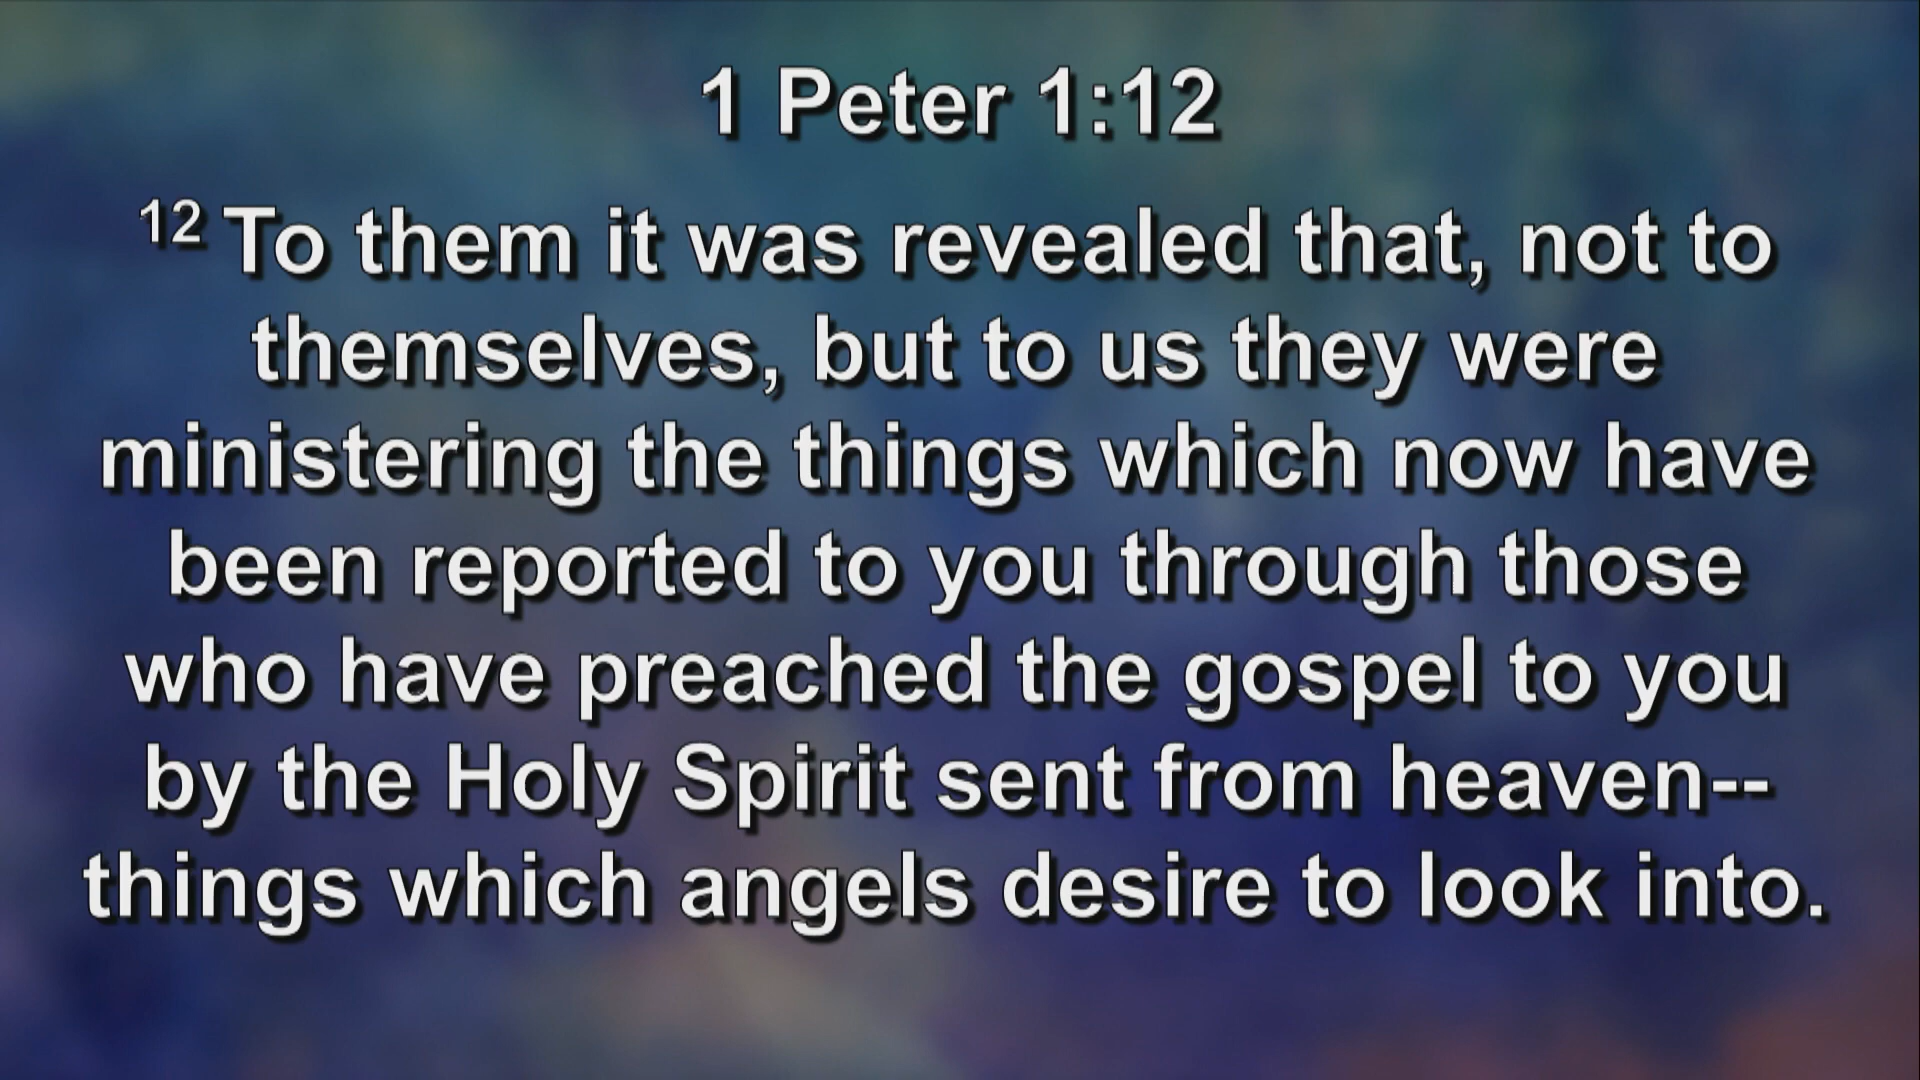 1 Peter 1:12
12 To them it was revealed that, not to
themselves, but to us they were
ministering the things which now have
been reported to you through those
who have preached the gospel to you
by the Holy Spirit sent from heaven--
things which angels desire to look into.